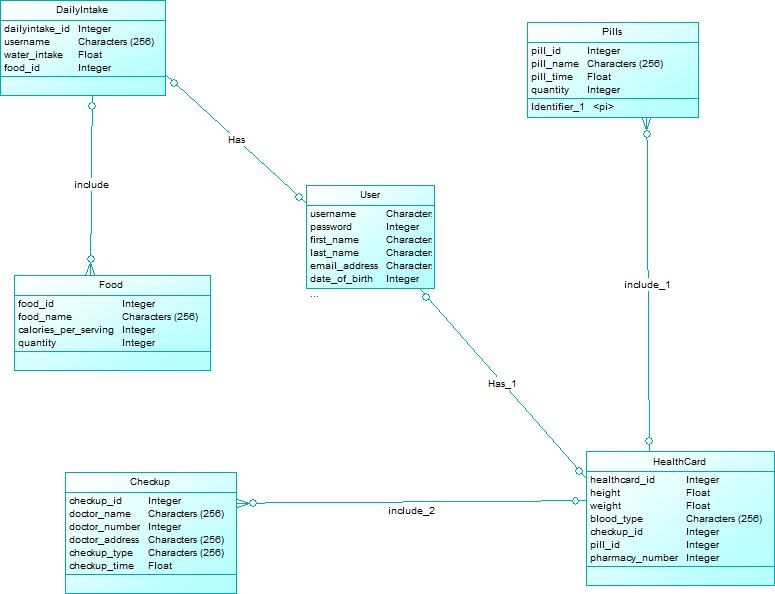 DailyIntake
dailyintake_id Integer
username Characters (256)
water_intake Float
food_id Integer
Pills
pill_id Integer
pill_name Characters (256)
pill_time Float
quantity Integer
Identifier_1 <pi>
Has
include
User
username Character
password Integer
first_name Character
last_name Character
email_address Character
date_of_birth Integer
...
Food
food_id Integer
food_name Characters (256)
calories_per_serving Integer
quantity Integer
include_1
Has_1
HealthCard
healthcard_id Integer
height Float
weight Float
blood_type Characters (256)
checkup_id Integer
pill_id Integer
pharmacy_number Integer
Checkup
checkup_id Integer
doctor_name Characters (256)
doctor_number Integer
doctor_address Characters (256)
checkup_type Characters (256)
checkup_time Float
include_2